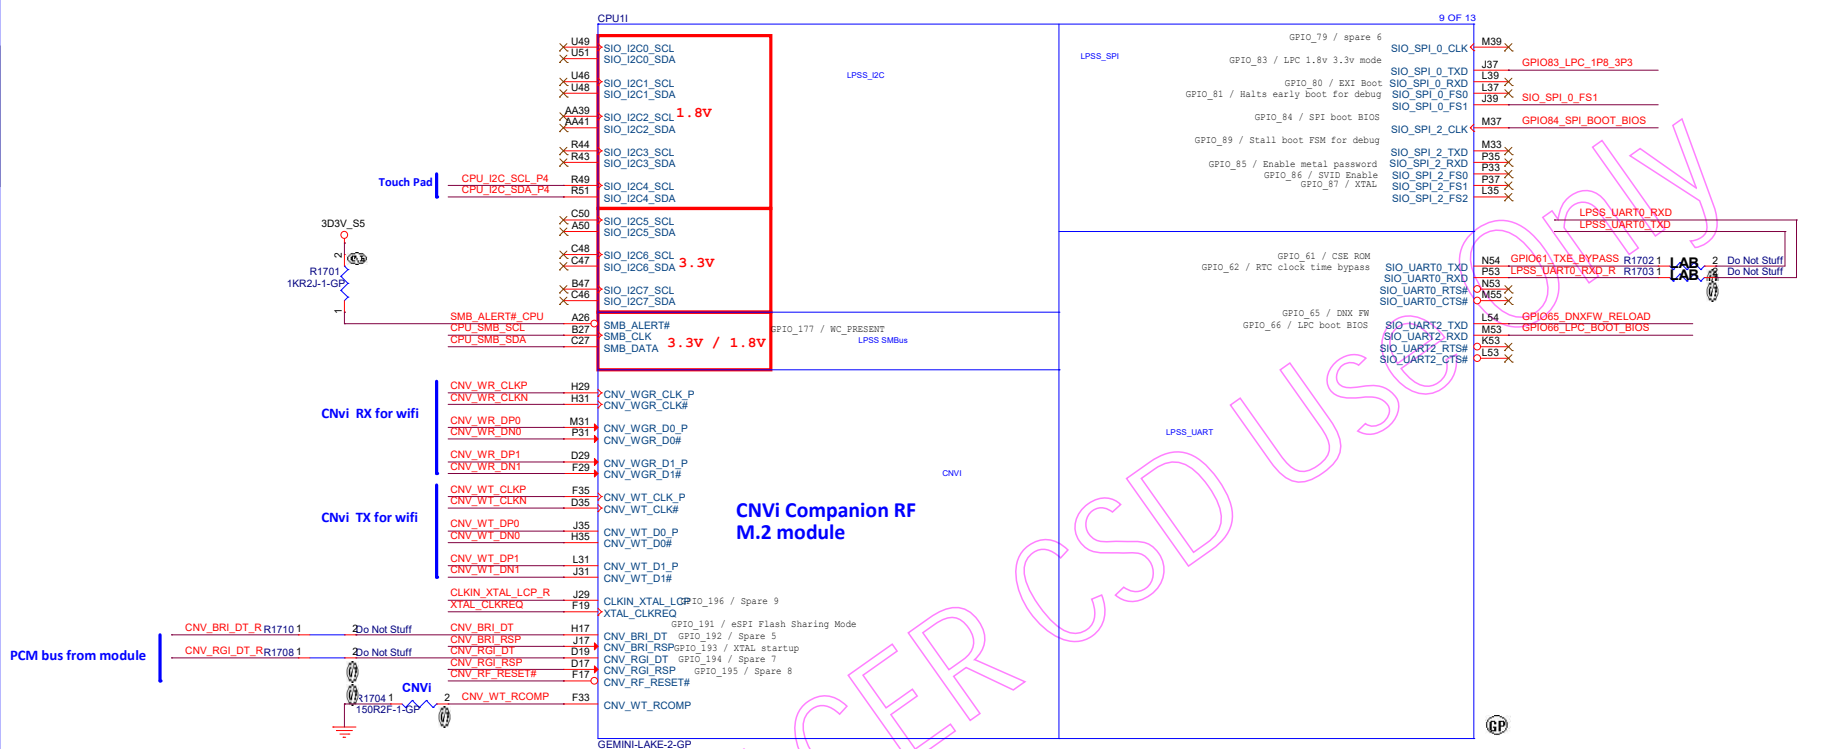 CPU1I
9 OF 13
U49 SIO_I2C0_SCL
U51 SIO_I2C0_SDA
U46 SIO_I2C1_SCL
U48 SIO_I2C1_SDA
AA39 SIO_I2C2_SCL
AA41 SIO_I2C2_SDA
1.8V
R44 SIO_I2C3_SCL
R43 SIO_I2C3_SDA
Touch Pad
CPU_I2C_SCL_P4 R49 SIO_I2C4_SCL
CPU_I2C_SDA_P4 R51 SIO_I2C4_SDA
C50 SIO_I2C5_SCL
A50 SIO_I2C5_SDA
C48 SIO_I2C6_SCL
C47 SIO_I2C6_SDA
3.3V
B47 SIO_I2C7_SCL
C46 SIO_I2C7_SDA
3D3V_S5
2
R1701
1KR2J-1-GP
1
SMB_ALERT#_CPU A26 SMB_ALERT#
CPU_SMB_SCL B27 SMB_CLK
CPU_SMB_SDA C27 SMB_DATA
3.3V / 1.8V
GPIO_177 / WC_PRESENT
LPSS SMBus
LPSS_I2C
LPSS_SPI
CNvi RX for wifi
CNV_WR_CLKP H29 CNV_WGR_CLK_P
CNV_WR_CLKN H31 CNV_WGR_CLK#
CNV_WR_DP0 M31 CNV_WGR_D0_P
CNV_WR_DN0 P31 CNV_WGR_D0#
CNV_WR_DP1 D29 CNV_WGR_D1_P
CNV_WR_DN1 F29 CNV_WGR_D1#
CNvi TX for wifi
CNV_WT_CLKP F35 CNV_WT_CLK_P
CNV_WT_CLKN D35 CNV_WT_CLK#
CNV_WT_DP0 J35 CNV_WT_D0_P
CNV_WT_DN0 H35 CNV_WT_D0#
CNV_WT_DP1 L31 CNV_WT_D1_P
CNV_WT_DN1 J31 CNV_WT_D1#
CNVI
CNVi Companion RF
M.2 module
CLKIN_XTAL_LCP_R J29 CLKIN_XTAL_LCP GPIO_196 / Spare 9
XTAL_CLKREQ F19 XTAL_CLKREQ
GPIO_191 / eSPI Flash Sharing Mode
PCM bus from module
CNV_BRI_DT_R R1710 1 2 Do Not Stuff CNV_BRI_DT H17 CNV_BRI_DT GPIO_192 / Spare 5
CNV_BRI_RSP J17 CNV_BRI_RSP GPIO_193 / XTAL startup
CNV_RGI_DT_R R1708 1 2 Do Not Stuff CNV_RGI_DT D19 CNV_RGI_DT GPIO_194 / Spare 7
CNV_RGI_RSP D17 CNV_RGI_RSP GPIO_195 / Spare 8
CNV_RF_RESET# F17 CNV_RF_RESET#
CNVi
R1704 1 2 CNV_WT_RCOMP F33 CNV_WT_RCOMP
150R2F-1-GP
GEMINI-LAKE-2-GP
GPIO_79 / spare 6 SIO_SPI_0_CLK M39
GPIO_83 / LPC 1.8v 3.3v mode SIO_SPI_0_TXD J37 GPIO83_LPC_1P8_3P3
GPIO_80 / EXI Boot SIO_SPI_0_RXD L39
GPIO_81 / Halts early boot for debug SIO_SPI_0_FS0 L37
SIO_SPI_0_FS1 J39 SIO_SPI_0_FS1
GPIO_84 / SPI boot BIOS SIO_SPI_2_CLK M37 GPIO84_SPI_BOOT_BIOS
GPIO_89 / Stall boot FSM for debug SIO_SPI_2_TXD M33
GPIO_85 / Enable metal password SIO_SPI_2_RXD P35
GPIO_86 / SVID Enable SIO_SPI_2_FS0 P33
GPIO_87 / XTAL SIO_SPI_2_FS1 P37
SIO_SPI_2_FS2 L35
LPSS_UART0_RXD
LPSS_UART0_TXD
GPIO_61 / CSE ROM SIO_UART0_TXD N54 GPIO61_TXE_BYPASS R1702 1 LAB 2 Do Not Stuff
GPIO_62 / RTC clock time bypass SIO_UART0_RXD P53 LPSS_UART0_RXD_R R1703 1 LAB 2 Do Not Stuff
SIO_UART0_RTS# N53
SIO_UART0_CTS# M55
GPIO_65 / DNX FW SIO_UART2_TXD L54 GPIO65_DNXFW_RELOAD
GPIO_66 / LPC boot BIOS SIO_UART2_RXD M53 GPIO66_LPC_BOOT_BIOS
SIO_UART2_RTS# K53
SIO_UART2_CTS# L53
LPSS_UART
CER CSD Use Only
GP